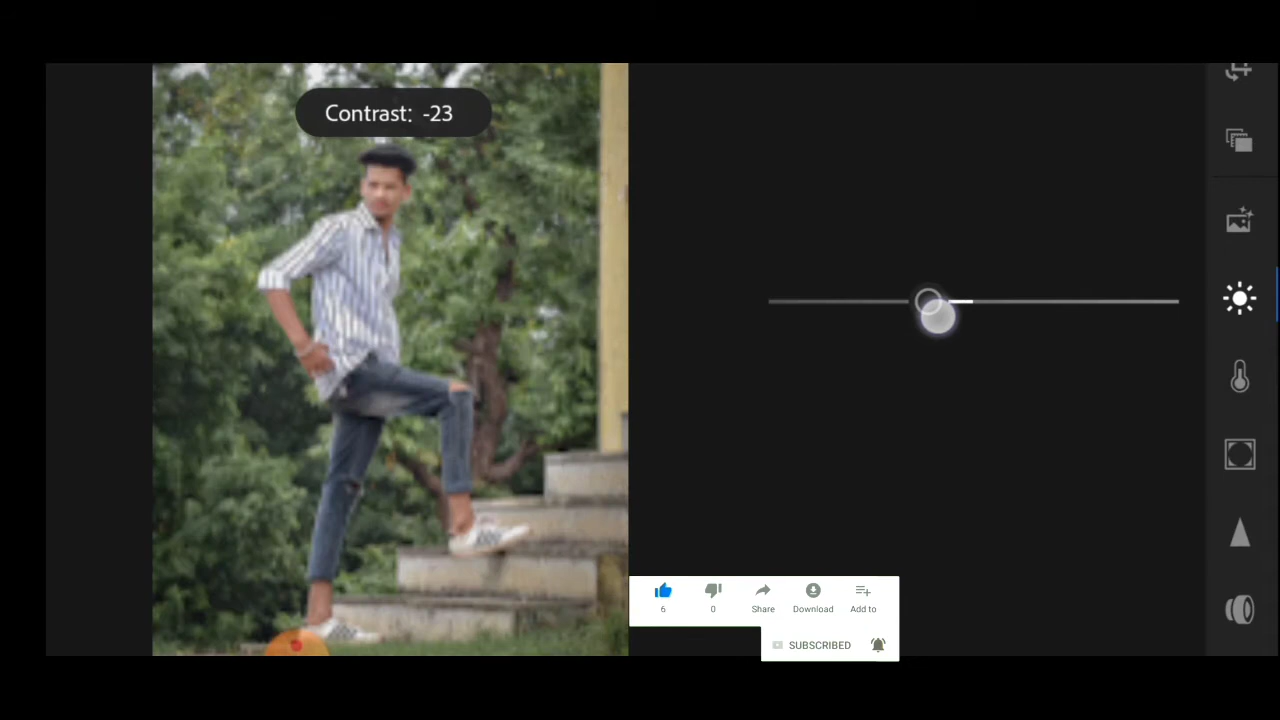 Contrast: -23
6
0
Share
Download
Add to
SUBSCRIBED